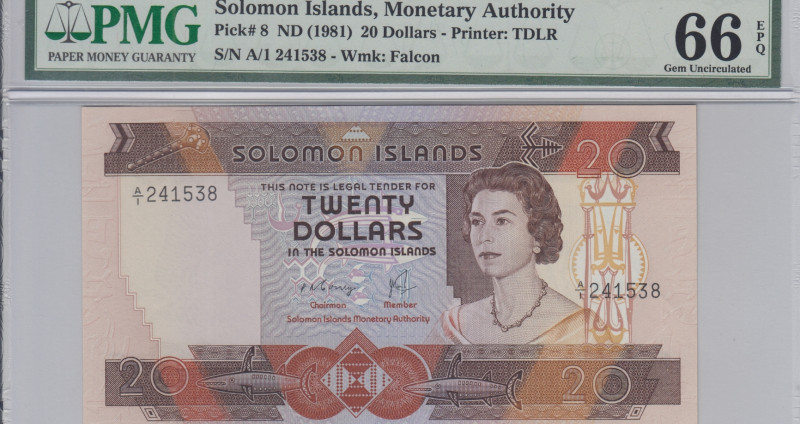 PMG
PAPER MONEY GUARANTY
Solomon Islands, Monetary Authority
Pick# 8 ND (1981) 20 Dollars - Printer: TDLR
S/N A/1 241538 - Wmk: Falcon
66 EPQ
Gem Uncirculated
SOLOMON ISLANDS
20
A/1 241538
THIS NOTE IS LEGAL TENDER FOR
TWENTY
DOLLARS
IN THE SOLOMON ISLANDS
A/1 241538
Chairman Member
Solomon Islands Monetary Authority
20
20